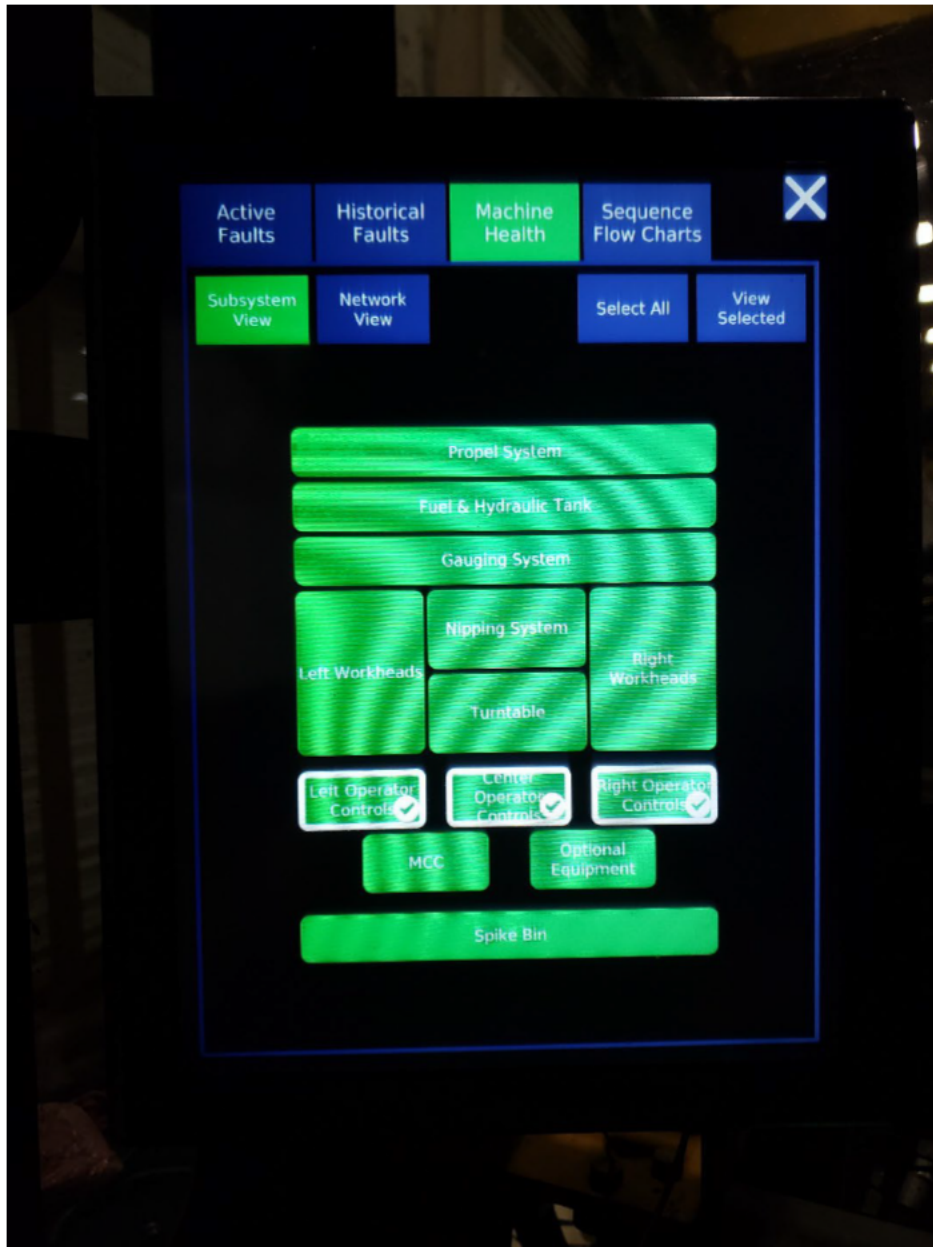 Active
Faults
Historical
Faults
Machine
Health
Sequence
Flow Charts
Subsystem
View
Network
View
Select All
View
Selected
Propel System
Fuel & Hydraulic Tank
Gauging System
Left Workheads
Nipping System
Right
Workheads
Turntable
Left Operator
Controls
Center
Operator
Controls
Right Operator
Controls
MCC
Optional
Equipment
Spike Bin